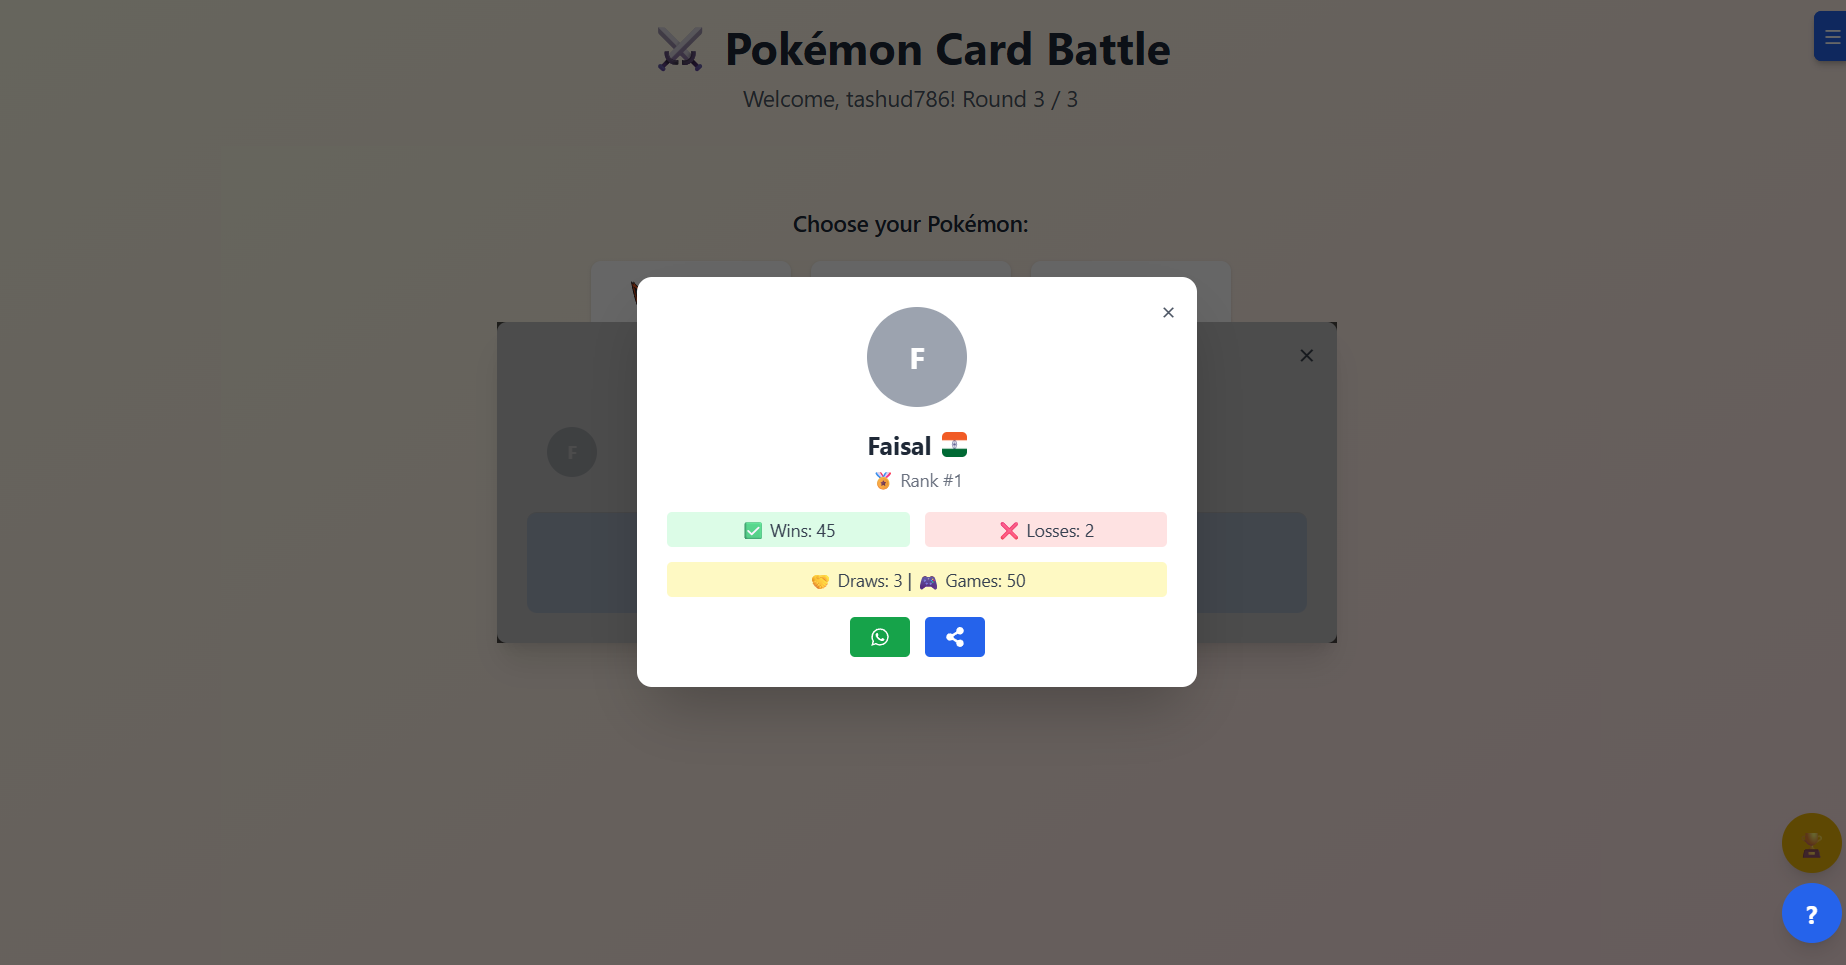 Pokémon Card Battle
Welcome, tashud786! Round 3 / 3
Choose your Pokémon:
F
F
Faisal
Rank #1
Wins: 45
Losses: 2
Draws: 3 | Games: 50
?